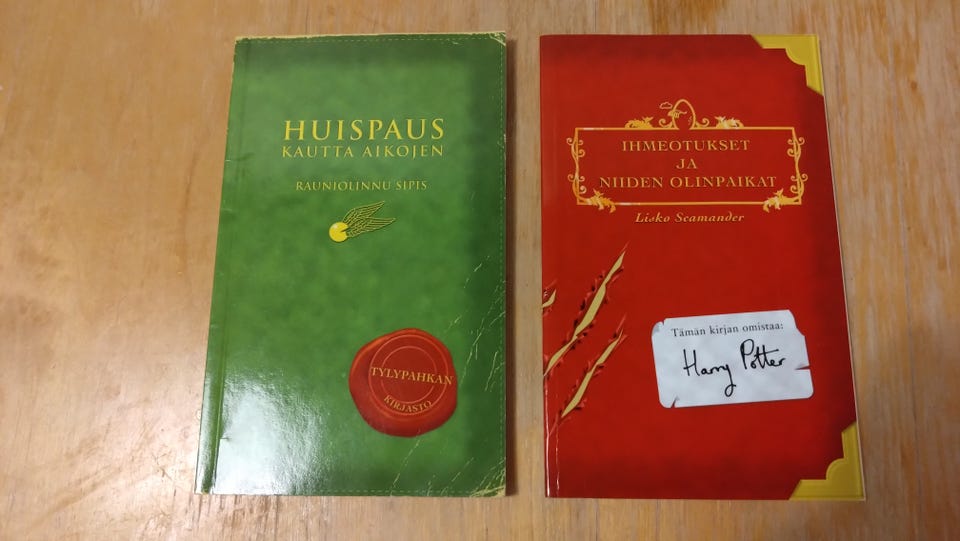 HUISPAUS
KAUTTA AIKOJEN
RAUNIOLINNU SIPIS
TYLYPAHKAN
KIRJASTO
IHMEOTUKSET
JA
NIIDEN OLINPAIKAT
Lisko Scamander
Tämän kirjan omistaa:
Harry Potter